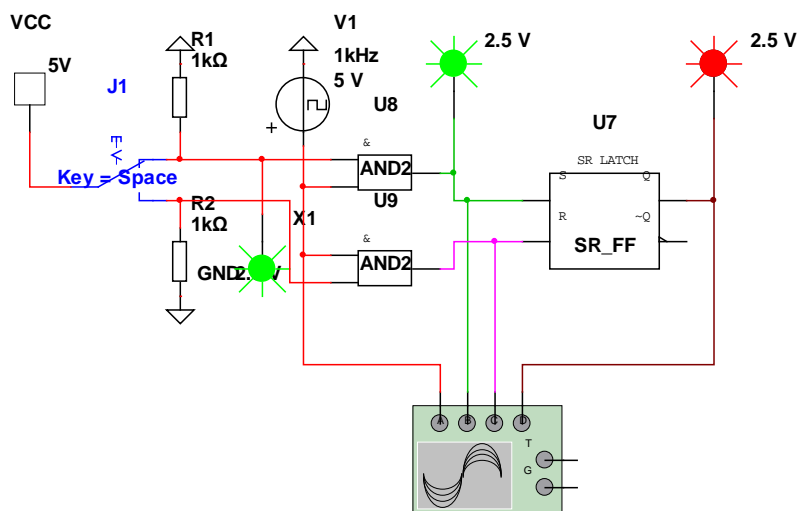 VCC
5V
J1
Key = Space
R1
1kΩ
R2
1kΩ
GND
X1
V1
1kHz
5 V
+
U8
&
AND2
U9
&
AND2
2.5 V
2.5 V
U7
SR LATCH
S
Q
R
~Q
SR_FF
A
B
C
D
T
G